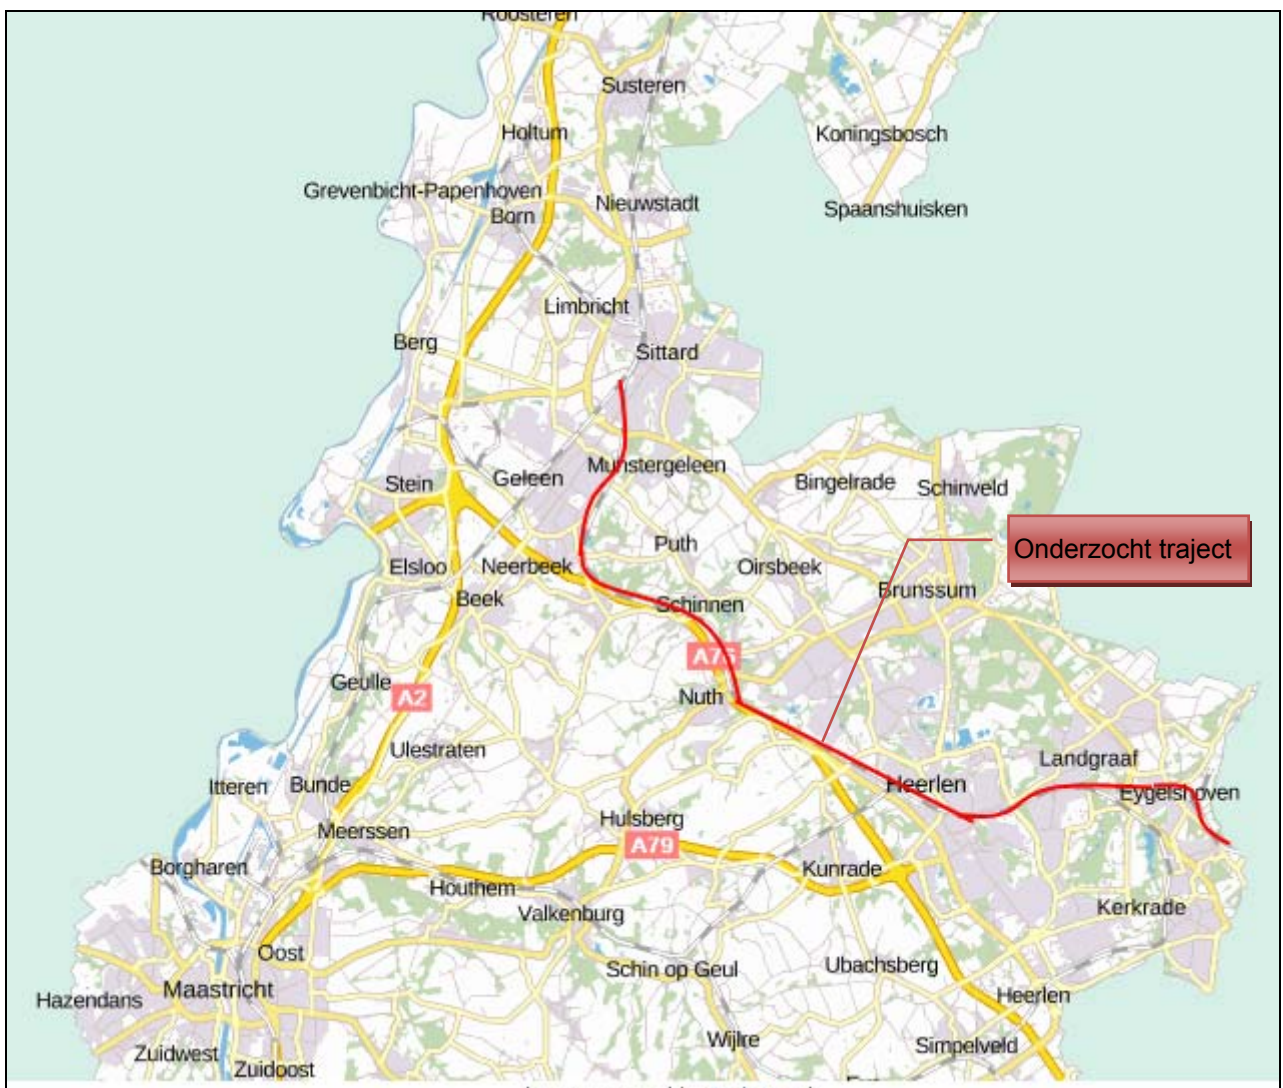 Roosteren
Susteren
Holtum
Koningsbosch
Grevenbicht-Papenhoven
Nieuwstadt
Born
Spaanshuisken
Limbricht
Berg
Sittard
Munstergeleen
Geleen
Stein
Bingelrade
Schinveld
Puth
Onderzocht traject
Elsloo
Neerbeek
Oirsbeek
Beek
Schinnen
Brunssum
A76
Geulle
A2
Nuth
Ulestraten
Landgraaf
Itteren
Bunde
Heerlen
Eygelshoven
Meerssen
Hulsberg
A79
Borgharen
Kunrade
Houthem
Valkenburg
Kerkrade
Oost
Schin op Geul
Ubachsberg
Hazendans
Maastricht
Heerlen
Wijlre
Simpelveld
Zuidwest
Zuidoost